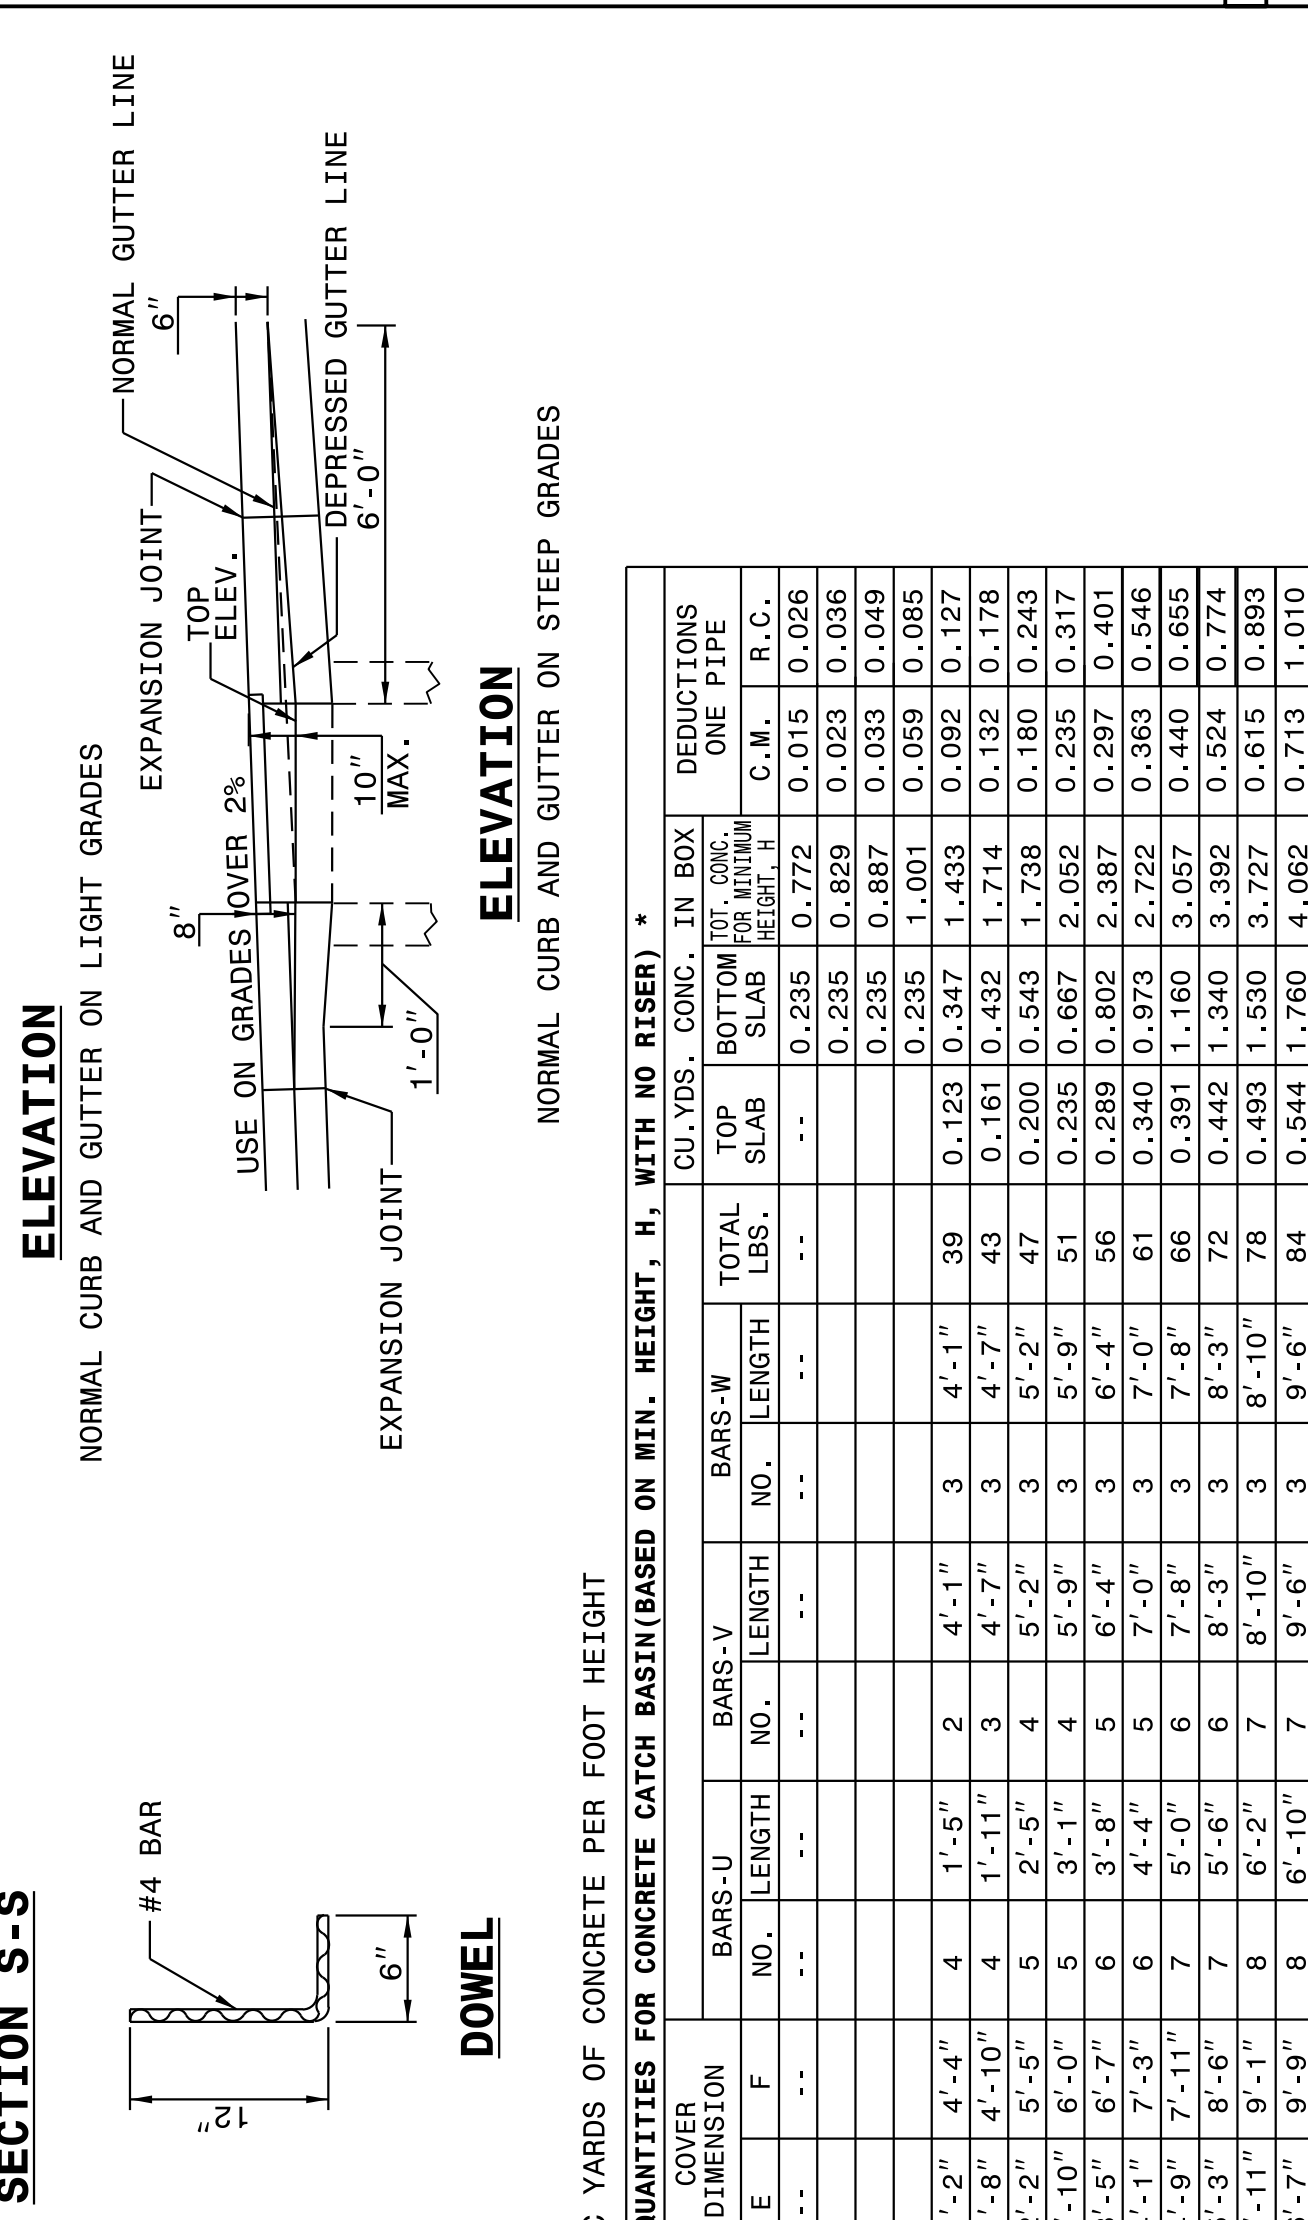 SECTION S-S
ELEVATION
NORMAL CURB AND GUTTER ON LIGHT GRADES
NORMAL GUTTER LINE
#4 BAR
EXPANSION JOINT
6"
8"
TOP
ELEV.
12"
USE ON GRADES OVER 2%
DEPRESSED GUTTER LINE
10"
MAX.
6'-0"
6"
EXPANSION JOINT
1'-0"
DOWEL
ELEVATION
NORMAL CURB AND GUTTER ON STEEP GRADES
YARDS OF CONCRETE PER FOOT HEIGHT
QUANTITIES FOR CONCRETE CATCH BASIN(BASED ON MIN. HEIGHT, H, WITH NO RISER) *
COVER DIMENSION BARS-U BARS-V BARS-W TOTAL LBS. CU.YDS. CONC. IN BOX DEDUCTIONS ONE PIPE
TOP SLAB BOTTOM SLAB TOT. CONC. FOR MINIMUM HEIGHT, H
E F NO. LENGTH NO. LENGTH NO. LENGTH C.M. R.C.
-- -- -- -- -- -- -- -- -- -- 0.235 0.772 0.015 0.026
0.235 0.829 0.023 0.036
0.235 0.887 0.033 0.049
0.235 1.001 0.059 0.085
4'-4" 4 1'-5" 2 4'-1" 3 4'-1" 39 0.123 0.347 1.433 0.092 0.127
4'-10" 4 1'-11" 3 4'-7" 3 4'-7" 43 0.161 0.432 1.714 0.132 0.178
5'-5" 5 2'-5" 4 5'-2" 3 5'-2" 47 0.200 0.543 1.738 0.180 0.243
6'-0" 5 3'-1" 4 5'-9" 3 5'-9" 51 0.235 0.667 2.052 0.235 0.317
6'-7" 6 3'-8" 5 6'-4" 3 6'-4" 56 0.289 0.802 2.387 0.297 0.401
7'-3" 6 4'-4" 5 7'-0" 3 7'-0" 61 0.340 0.973 2.722 0.363 0.546
7'-11" 7 5'-0" 6 7'-8" 3 7'-8" 66 0.391 1.160 3.057 0.440 0.655
8'-6" 7 5'-6" 6 8'-3" 3 8'-3" 72 0.442 1.340 3.392 0.524 0.774
9'-1" 8 6'-2" 7 8'-10" 3 8'-10" 78 0.493 1.530 3.727 0.615 0.893
9'-9" 8 6'-10" 7 9'-6" 3 9'-6" 84 0.544 1.760 4.062 0.713 1.010